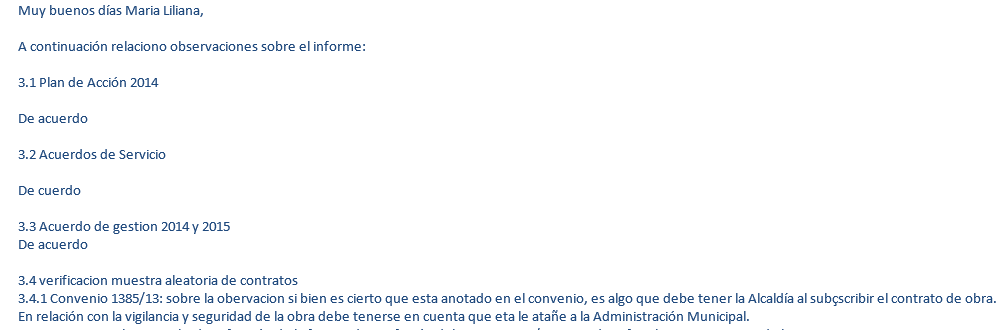 Muy buenos días Maria Liliana,
A continuación relaciono observaciones sobre el informe:
3.1 Plan de Acción 2014
De acuerdo
3.2 Acuerdos de Servicio
De cuerdo
3.3 Acuerdo de gestion 2014 y 2015
De acuerdo
3.4 verificacion muestra aleatoria de contratos
3.4.1 Convenio 1385/13: sobre la obervacion si bien es cierto que esta anotado en el convenio, es algo que debe tener la Alcaldía al subçscribir el contrato de obra.
En relación con la vigilancia y seguridad de la obra debe tenerse en cuenta que eta le atañe a la Administración Municipal.